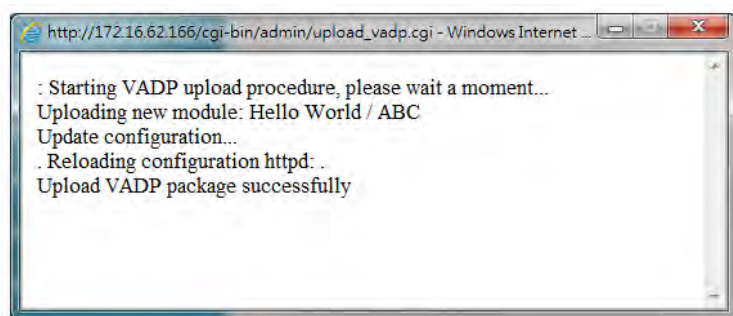 http://172.16.62.166/cgi-bin/admin/upload_vadp.cgi - Windows Internet ...
: Starting VADP upload procedure, please wait a moment...
Uploading new module: Hello World / ABC
Update configuration...
. Reloading configuration httpd: .
Upload VADP package successfully